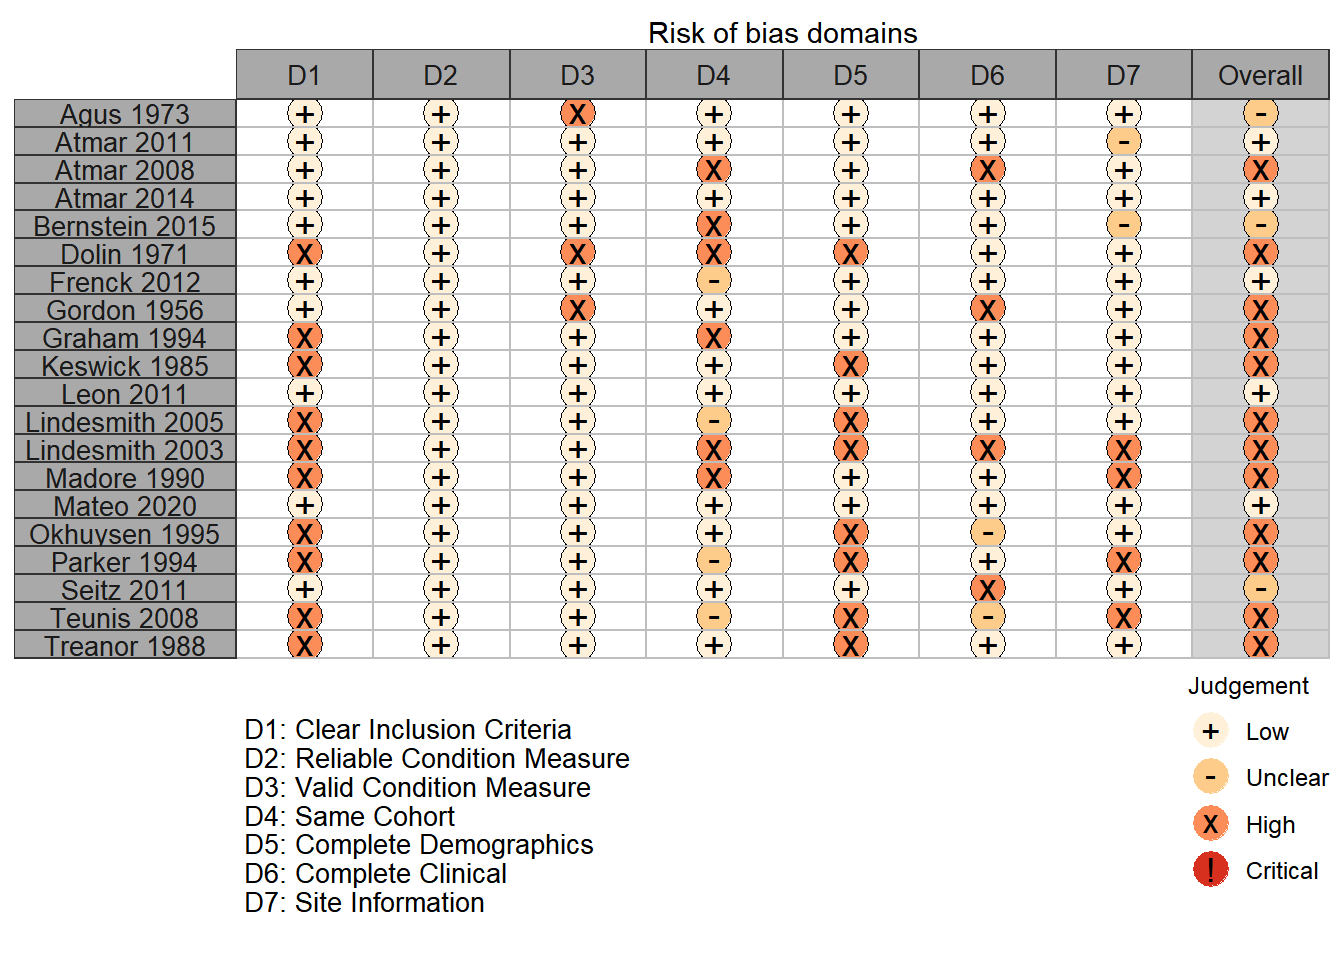 Risk of bias domains
D1 D2 D3 D4 D5 D6 D7 Overall
Agus 1973 + + X + + + + -
Atmar 2011 + + + + + + - +
Atmar 2008 + + + X + X + X
Atmar 2014 + + + + + + + +
Bernstein 2015 + + + X + + - -
Dolin 1971 X + X X X + + X
Frenck 2012 + + + - + + + +
Gordon 1956 + + X + + X + X
Graham 1994 X + + X + + + X
Keswick 1985 X + + + X + + X
Leon 2011 + + + + + + + +
Lindesmith 2005 X + + - X + + X
Lindesmith 2003 X + + X X X X X
Madore 1990 X + + X + + X X
Mateo 2020 + + + + + + + +
Okhuysen 1995 X + + + X - + X
Parker 1994 X + + - X + X X
Seitz 2011 + + + + + X + -
Teunis 2008 X + + - X - X X
Treanor 1988 X + + + X + + X
D1: Clear Inclusion Criteria
D2: Reliable Condition Measure
D3: Valid Condition Measure
D4: Same Cohort
D5: Complete Demographics
D6: Complete Clinical
D7: Site Information
Judgement
+ Low
- Unclear
X High
! Critical